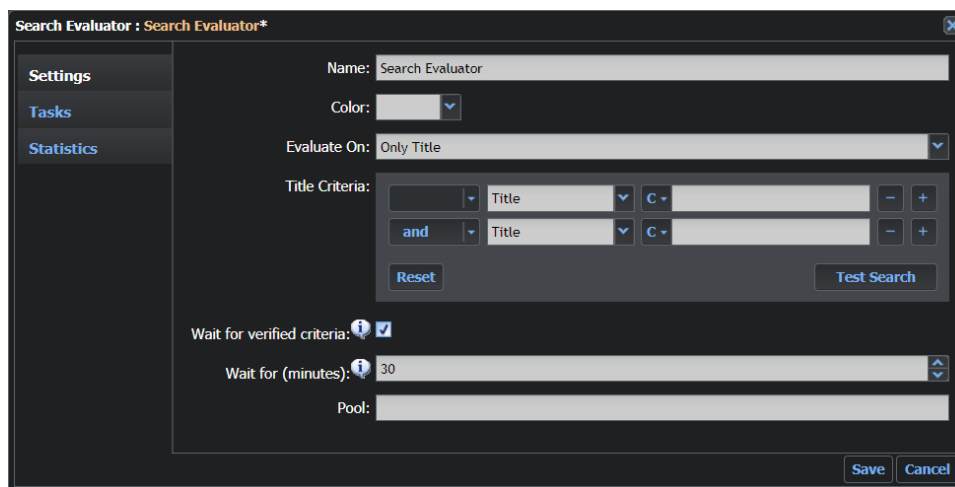 Search Evaluator : Search Evaluator*
Settings
Tasks
Statistics
Name: Search Evaluator
Color:
Evaluate On: Only Title
Title Criteria:
Title C
and Title C
Reset Test Search
Wait for verified criteria:
Wait for (minutes): 30
Pool:
Save Cancel